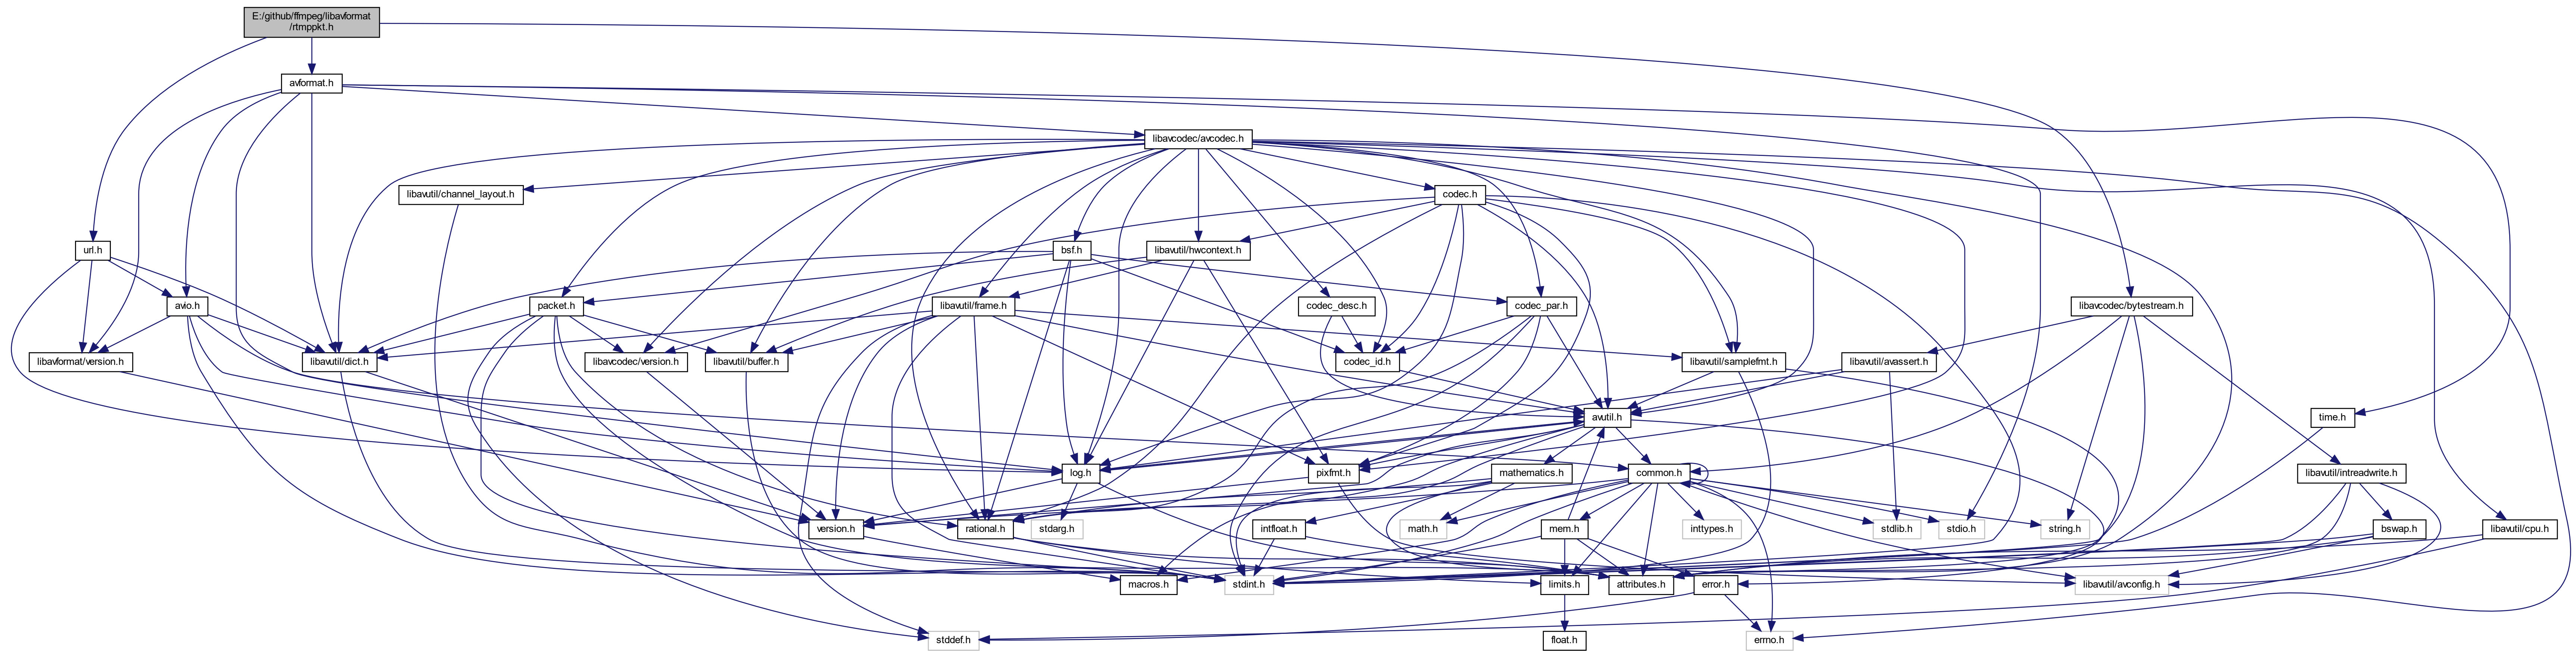 E:/github/ffmpeg/libavformat
/rtmppkt.h
avformat.h
libavcodec/avcodec.h
libavutil/channel_layout.h
codec.h
url.h
bsf.h
libavutil/hwcontext.h
avio.h
packet.h
libavutil/frame.h
codec_desc.h
codec_par.h
libavcodec/bytestream.h
libavformat/version.h
libavutil/dict.h
libavcodec/version.h
libavutil/buffer.h
codec_id.h
libavutil/samplefmt.h
libavutil/avassert.h
avutil.h
time.h
log.h
pixfmt.h
mathematics.h
common.h
libavutil/intreadwrite.h
version.h
rational.h
stdarg.h
intfloat.h
math.h
mem.h
inttypes.h
stdlib.h
stdio.h
string.h
bswap.h
libavutil/cpu.h
macros.h
stdint.h
limits.h
attributes.h
error.h
libavutil/avconfig.h
stddef.h
float.h
errno.h